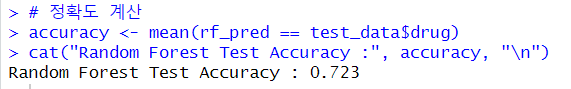 > # 정확도 계산
> accuracy <- mean(rf_pred == test_data$drug)
> cat("Random Forest Test Accuracy :", accuracy, "\n")
Random Forest Test Accuracy : 0.723